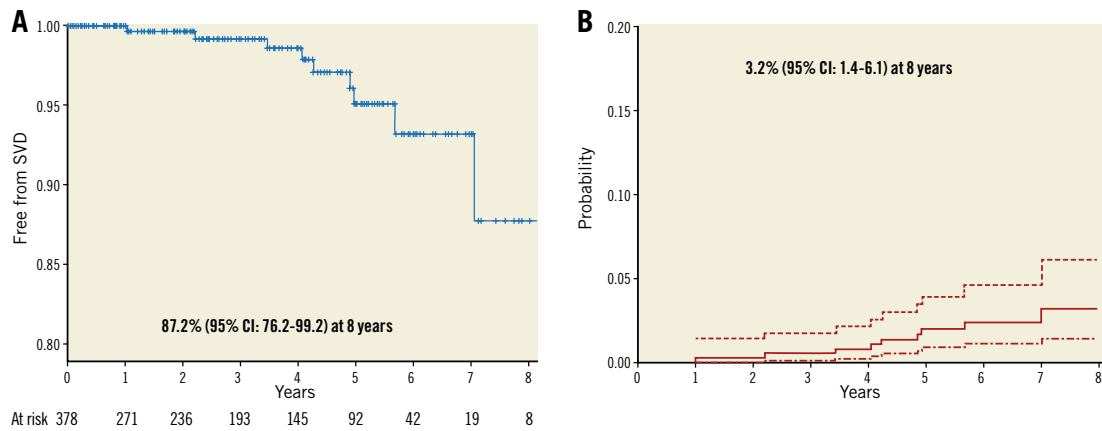 A
1.00
0.95
0.90
0.85
0.80
Free from SVD
87.2% (95% CI: 76.2-99.2) at 8 years
0 1 2 3 4 5 6 7 8
Years
At risk 378 271 236 193 145 92 42 19 8
B
0.20
0.15
0.10
0.05
0.00
Probability
3.2% (95% CI: 1.4-6.1) at 8 years
0 1 2 3 4 5 6 7 8
Years